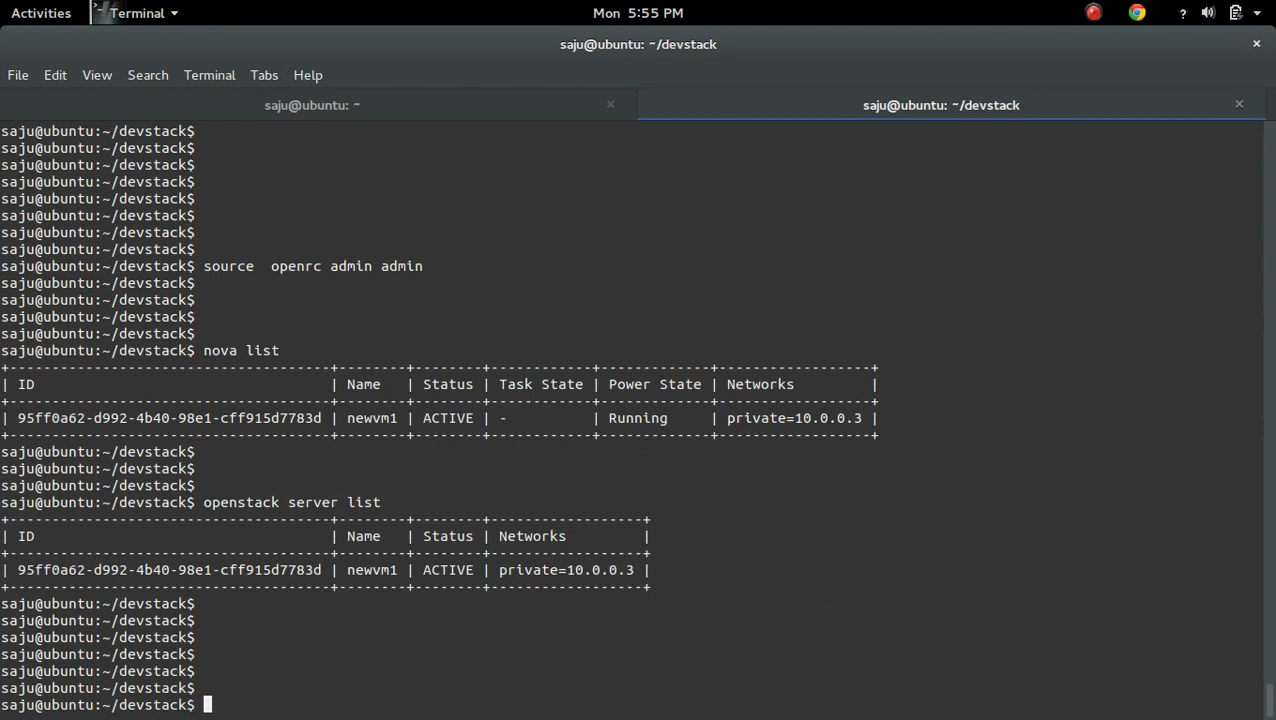 Activities Terminal Mon 5:55 PM ?
saju@ubuntu: ~/devstack ×
File Edit View Search Terminal Tabs Help
saju@ubuntu: ~ × saju@ubuntu: ~/devstack ×
saju@ubuntu:~/devstack$
saju@ubuntu:~/devstack$
saju@ubuntu:~/devstack$
saju@ubuntu:~/devstack$
saju@ubuntu:~/devstack$
saju@ubuntu:~/devstack$
saju@ubuntu:~/devstack$
saju@ubuntu:~/devstack$
saju@ubuntu:~/devstack$ source  openrc admin admin
saju@ubuntu:~/devstack$
saju@ubuntu:~/devstack$
saju@ubuntu:~/devstack$
saju@ubuntu:~/devstack$
saju@ubuntu:~/devstack$ nova list
+--------------------------------------+--------+--------+------------+-------------+------------------+
| ID                                   | Name   | Status | Task State | Power State | Networks         |
+--------------------------------------+--------+--------+------------+-------------+------------------+
| 95ff0a62-d992-4b40-98e1-cff915d7783d | newvm1 | ACTIVE | -          | Running     | private=10.0.0.3 |
+--------------------------------------+--------+--------+------------+-------------+------------------+
saju@ubuntu:~/devstack$
saju@ubuntu:~/devstack$
saju@ubuntu:~/devstack$
saju@ubuntu:~/devstack$ openstack server list
+--------------------------------------+--------+--------+------------------+
| ID                                   | Name   | Status | Networks         |
+--------------------------------------+--------+--------+------------------+
| 95ff0a62-d992-4b40-98e1-cff915d7783d | newvm1 | ACTIVE | private=10.0.0.3 |
+--------------------------------------+--------+--------+------------------+
saju@ubuntu:~/devstack$
saju@ubuntu:~/devstack$
saju@ubuntu:~/devstack$
saju@ubuntu:~/devstack$
saju@ubuntu:~/devstack$
saju@ubuntu:~/devstack$
saju@ubuntu:~/devstack$